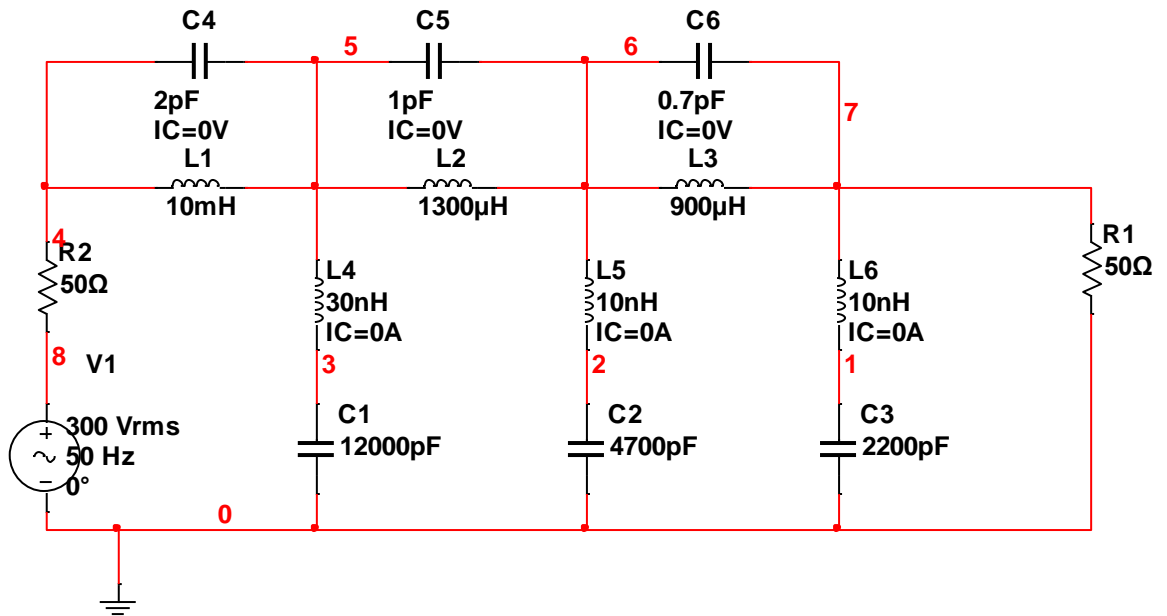 C4
5
C5
6
C6
2pF
IC=0V
1pF
IC=0V
0.7pF
IC=0V
7
L1
10mH
L2
1300µH
L3
900µH
4
R2
50Ω
L4
30nH
IC=0A
L5
10nH
IC=0A
L6
10nH
IC=0A
R1
50Ω
8
V1
3
2
1
300 Vrms
50 Hz
0°
C1
12000pF
C2
4700pF
C3
2200pF
0